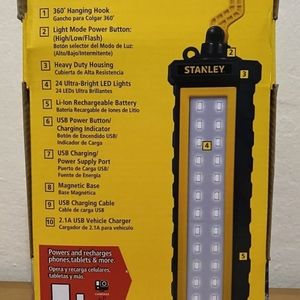 1 360° Hanging Hook
Gancho para Colgar 360°
2 Light Mode Power Button:
(High/Low/Flash)
Botón selector del Modo de Luz:
(Alto/Bajo/Intermitente)
3 Heavy Duty Housing
Cubierta de Alta Resistencia
4 24 Ultra-Bright LED Lights
24 LEDs Ultra Brillantes
5 Li-Ion Rechargeable Battery
Batería Recargable de Iones de Litio
6 USB Power Button/
Charging Indicator
Botón de Encendido USB/
Indicador de Carga
7 USB Charging/
Power Supply Port
Puerto de Carga USB/
Fuente de Energía
8 Magnetic Base
Base Magnética
9 USB Charging Cable
Cable de carga USB
10 2.1A USB Vehicle Charger
Cargador de 2.1A para vehículo
Powers and recharges
phones,tablets & more.
Opera y recarga celulares,
tabletas y más.
1
2
STANLEY
3
4
5